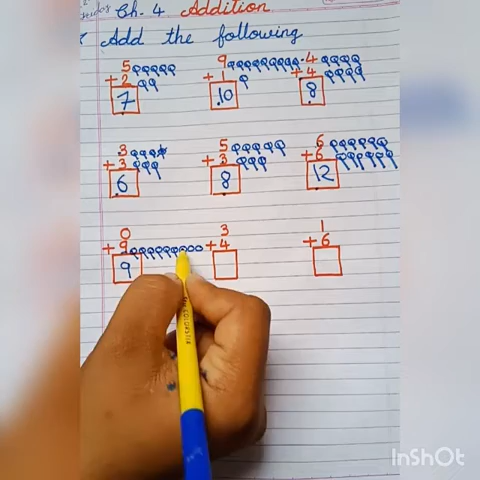 Ch. 4 Addition
Add the following
5 9 4
+ 2 + 1 + 4
7 10 8
3 5 6
+ 3 + 3 + 6
6 8 12
0 3 1
+ 9 + 4 + 6
9
InShOt